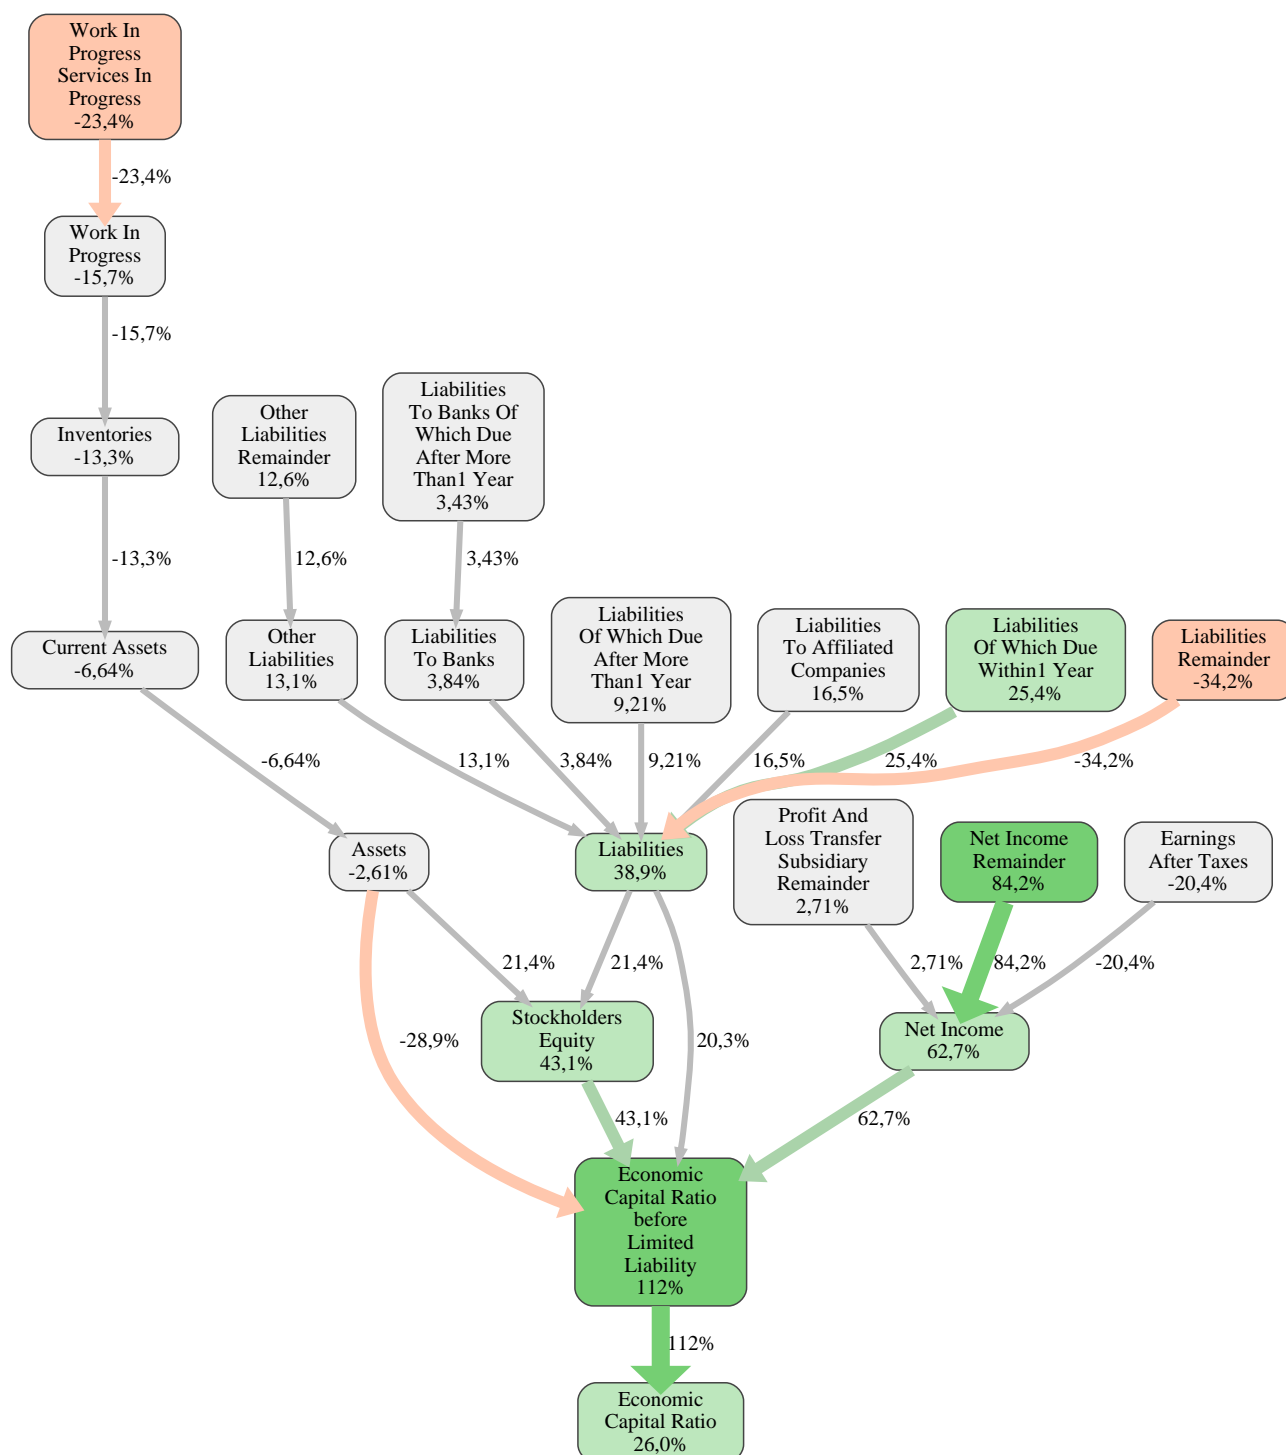 Work In
Progress
Services In
Progress
-23,4%
-23,4%
Work In
Progress
-15,7%
-15,7%
Inventories
-13,3%
Other
Liabilities
Remainder
12,6%
Liabilities
To Banks Of
Which Due
After More
Than1 Year
3,43%
-13,3%
12,6%
3,43%
Current Assets
-6,64%
Other
Liabilities
13,1%
Liabilities
To Banks
3,84%
Liabilities
Of Which Due
After More
Than1 Year
9,21%
Liabilities
To Affiliated
Companies
16,5%
Liabilities
Of Which Due
Within1 Year
25,4%
Liabilities
Remainder
-34,2%
-6,64%
13,1%
3,84%
9,21%
16,5%
25,4%
-34,2%
Assets
-2,61%
Liabilities
38,9%
Profit And
Loss Transfer
Subsidiary
Remainder
2,71%
Net Income
Remainder
84,2%
Earnings
After Taxes
-20,4%
21,4%
21,4%
2,71%
84,2%
-20,4%
Stockholders
Equity
43,1%
-28,9%
20,3%
Net Income
62,7%
43,1%
62,7%
Economic
Capital Ratio
before
Limited
Liability
112%
112%
Economic
Capital Ratio
26,0%